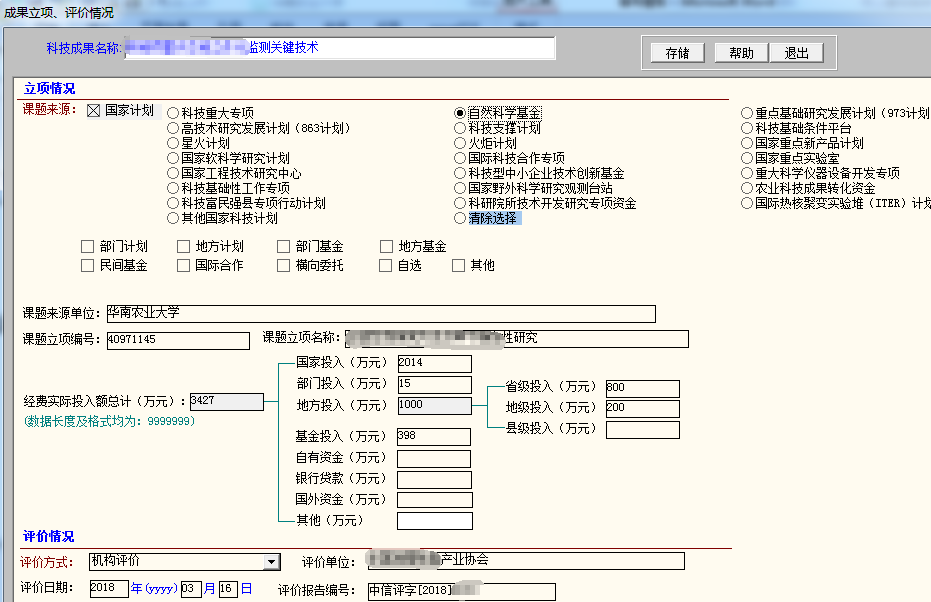 成果立项、评价情况
科技成果名称: 监测关键技术
存储 帮助 退出
立项情况
课题来源: 国家计划
科技重大专项 自然科学基金 重点基础研究发展计划（973计划
高技术研究发展计划（863计划） 科技支撑计划 科技基础条件平台
星火计划 火炬计划 国家重点新产品计划
国家软科学研究计划 国际科技合作专项 国家重点实验室
国家工程技术研究中心 科技型中小企业技术创新基金 重大科学仪器设备开发专项
科技基础性工作专项 国家野外科学研究观测台站 农业科技成果转化资金
科技富民强县专项行动计划 科研院所技术开发研究专项资金 国际热核聚变实验堆（ITER）计划
其他国家科技计划 清除选择
部门计划 地方计划 部门基金 地方基金
民间基金 国际合作 横向委托 自选 其他
课题来源单位: 华南农业大学
课题立项编号: 40971145 课题立项名称: 性研究
国家投入（万元） 2014
部门投入（万元） 15
省级投入（万元） 800
经费实际投入额总计（万元）: 3427 地方投入（万元） 1000 地级投入（万元） 200
(数据长度及格式均为: 9999999) 县级投入（万元）
基金投入（万元） 398
自有资金（万元）
银行贷款（万元）
国外资金（万元）
其他（万元）
评价情况
评价方式: 机构评价 评价单位: 产业协会
评价日期: 2018 年(yyyy) 03 月 16 日 评价报告编号: 中信评字[2018]